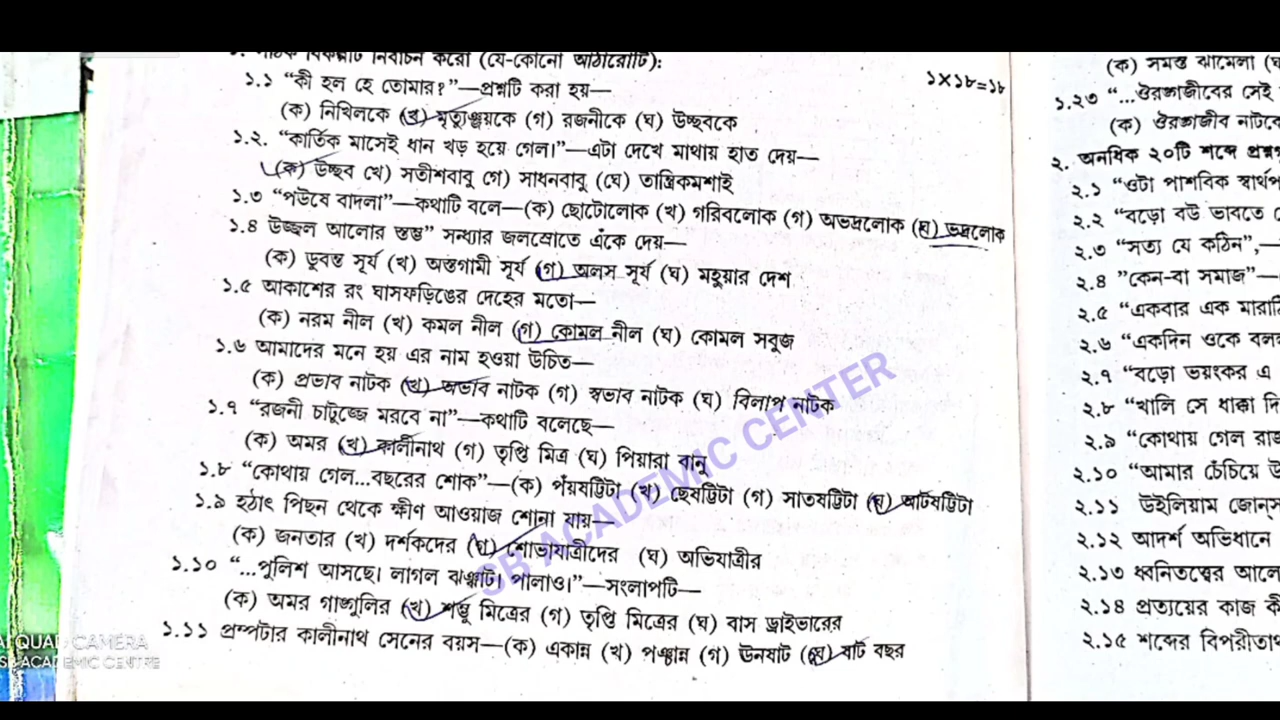 ১. সঠিক বিকল্পটি নির্বাচন করো (যে-কোনো আঠারোটি):
১×১৮=১৮
১.১ “কী হল হে তোমার?”—প্রশ্নটি করা হয়—
(ক) নিখিলকে (খ) মৃত্যুঞ্জয়কে (গ) রজনীকে (ঘ) উচ্ছবকে
১.২. “কার্তিক মাসেই ধান খড় হয়ে গেল।”—এটা দেখে মাথায় হাত দেয়—
(ক) উচ্ছব (খ) সতীশবাবু (গ) সাধনবাবু (ঘ) তান্ত্রিকমশাই
১.৩ “পউষে বাদলা”—কথাটি বলে—(ক) ছোটোলোক (খ) গরিবলোক (গ) অভদ্রলোক (ঘ) ভদ্রলোক
১.৪ উজ্জ্বল আলোর স্তম্ভ” সন্ধ্যার জলস্রোতে এঁকে দেয়—
(ক) ডুবন্ত সূর্য (খ) অস্তগামী সূর্য (গ) অলস সূর্য (ঘ) মহুয়ার দেশ
১.৫ আকাশের রং ঘাসফড়িঙের দেহের মতো—
(ক) নরম নীল (খ) কমল নীল (গ) কোমল নীল (ঘ) কোমল সবুজ
১.৬ আমাদের মনে হয় এর নাম হওয়া উচিত—
(ক) প্রভাব নাটক (খ) অভাব নাটক (গ) স্বভাব নাটক (ঘ) বিলাপ নাটক
১.৭ “রজনী চাটুজ্জে মরবে না”—কথাটি বলেছে—
(ক) অমর (খ) কালীনাথ (গ) তৃপ্তি মিত্র (ঘ) পিয়ারা বানু
১.৮ “কোথায় গেল...বছরের শোক”—(ক) পঁয়ষট্টিটা (খ) ছেষট্টিটা (গ) সাতষট্টিটা (ঘ) আটষট্টিটা
১.৯ হঠাৎ পিছন থেকে ক্ষীণ আওয়াজ শোনা যায়—
(ক) জনতার (খ) দর্শকদের (গ) শোভাযাত্রীদের (ঘ) অভিযাত্রীর
১.১০ “...পুলিশ আসছে। লাগল ঝঞ্ঝাট। পালাও।”—সংলাপটি—
(ক) অমর গাঙ্গুলির (খ) শম্ভু মিত্রের (গ) তৃপ্তি মিত্রের (ঘ) বাস ড্রাইভারের
১.১১ প্রম্পটার কালীনাথ সেনের বয়স—(ক) একান্ন (খ) পঞ্চান্ন (গ) ঊনষাট (ঘ) ষাট বছর
(ক) সমস্ত ঝামেলা (ঘ
১.২৩ “...ঔরঙ্গজীবের সেই
(ক) ঔরঙ্গজীব নাটকে
২. অনধিক ২০টি শব্দে প্রশ্ন
২.১ “ওটা পাশবিক স্বার্থপ
২.২ “বড়ো বউ ভাবতে
২.৩ “সত্য যে কঠিন”,—
২.৪ ”কেন-বা সমাজ”—
২.৫ “একবার এক মারাঠি
২.৬ “একদিন ওকে বল
২.৭ “বড়ো ভয়ংকর এ
২.৮ “খালি সে ধাক্কা দি
২.৯ “কোথায় গেল রাজ
২.১০ “আমার চেঁচিয়ে উ
২.১১ উইলিয়াম জোন্‌স
২.১২ আদর্শ অভিধানে
২.১৩ ধ্বনিতত্ত্বের আলো
২.১৪ প্রত্যয়ের কাজ কী
২.১৫ শব্দের বিপরীতা
SB ACADEMIC CENTER
AI QUAD CAMERA
SB ACADEMIC CENTRE